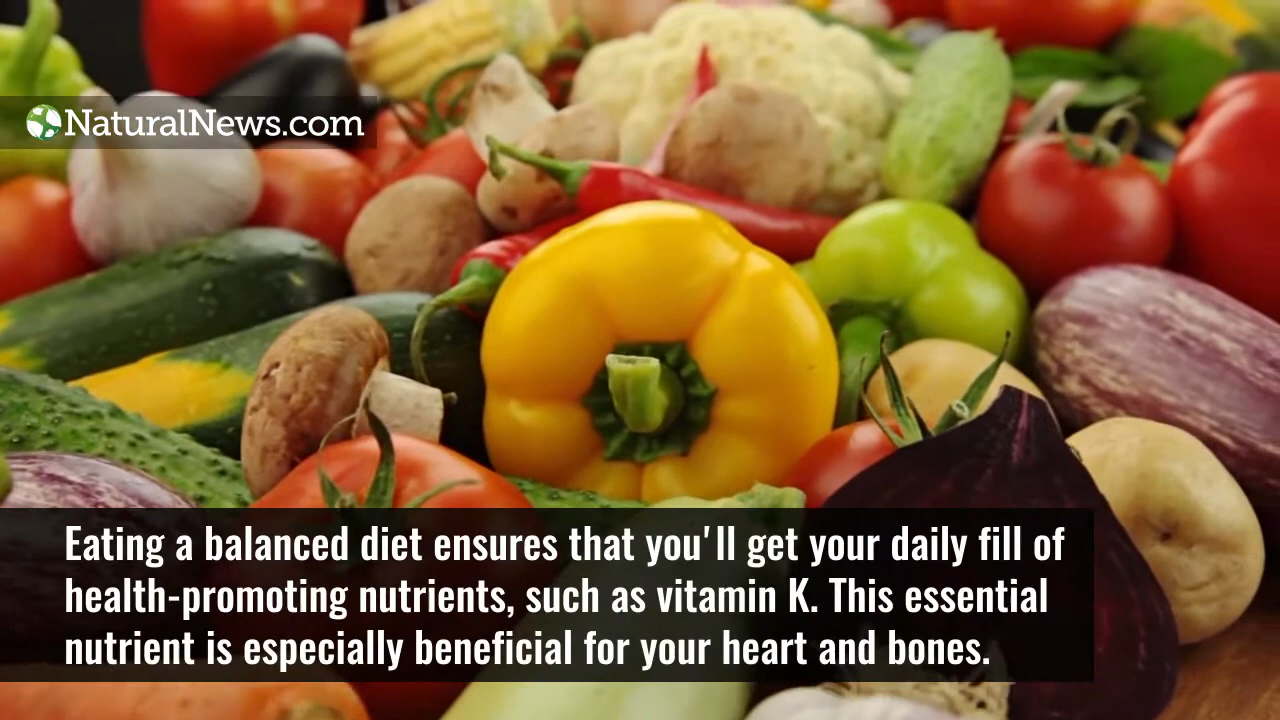 NaturalNews.com
Eating a balanced diet ensures that you'll get your daily fill of
health-promoting nutrients, such as vitamin K. This essential
nutrient is especially beneficial for your heart and bones.